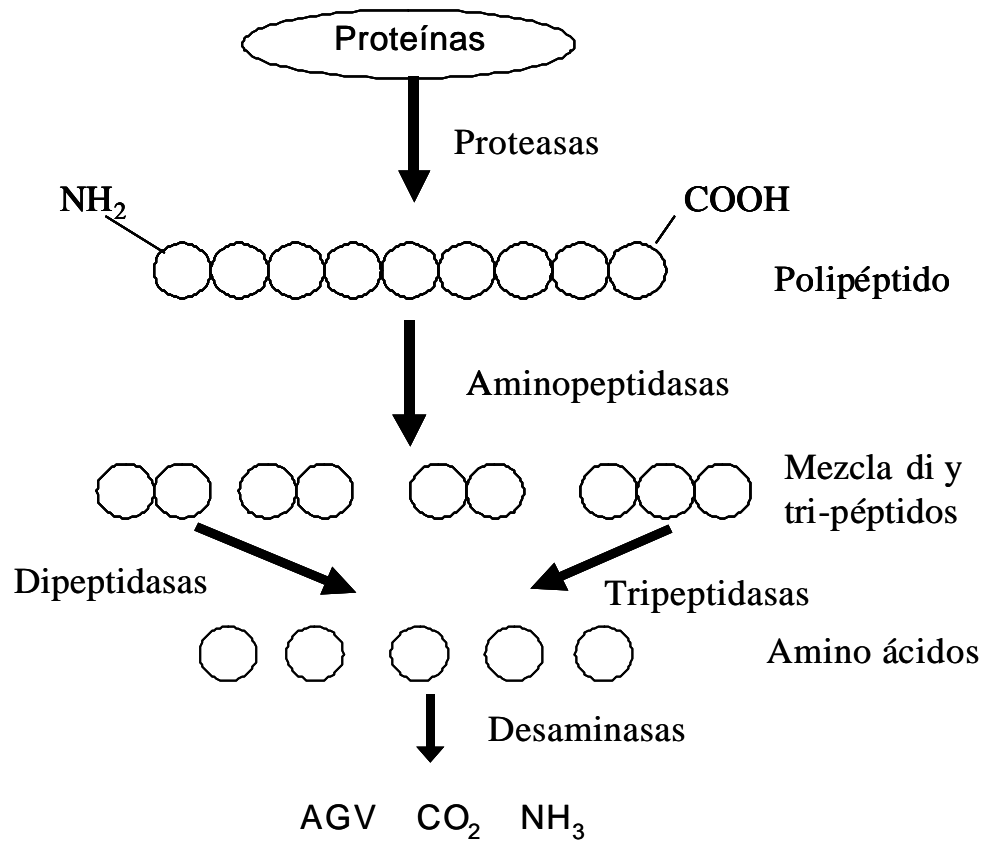 Proteínas
Proteasas
NH₂
COOH
Polipéptido
Aminopeptidasas
Mezcla di y
tri-péptidos
Dipeptidasas
Tripeptidasas
Amino ácidos
Desaminasas
AGV CO₂ NH₃